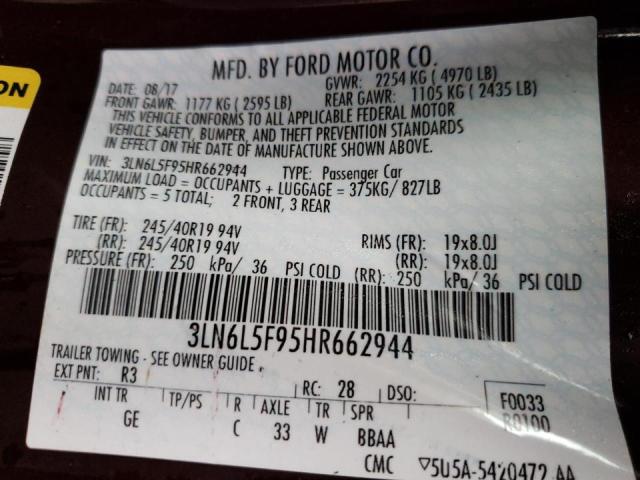 ON
MFD. BY FORD MOTOR CO.
DATE: 08/17 GVWR: 2254 KG ( 4970 LB)
FRONT GAWR: 1177 KG ( 2595 LB) REAR GAWR: 1105 KG ( 2435 LB)
THIS VEHICLE CONFORMS TO ALL APPLICABLE FEDERAL MOTOR
VEHICLE SAFETY, BUMPER, AND THEFT PREVENTION STANDARDS
IN EFFECT ON THE DATE OF MANUFACTURE SHOWN ABOVE.
VIN: 3LN6L5F95HR662944 TYPE: Passenger Car
MAXIMUM LOAD = OCCUPANTS + LUGGAGE = 375KG/ 827LB
OCCUPANTS = 5 TOTAL; 2 FRONT, 3 REAR
TIRE (FR): 245/40R19 94V RIMS (FR): 19x8.0J
(RR): 245/40R19 94V (RR): 19x8.0J
PRESSURE (FR): 250 kPa/ 36 PSI COLD (RR): 250 kPa/ 36 PSI COLD
3LN6L5F95HR662944
TRAILER TOWING - SEE OWNER GUIDE
EXT PNT: R3 RC: 28 DSO: F0033
R0100
INT TR TP/PS R AXLE TR SPR
GE C 33 W BBAA
CMC ▽5U5A-5420472 AA